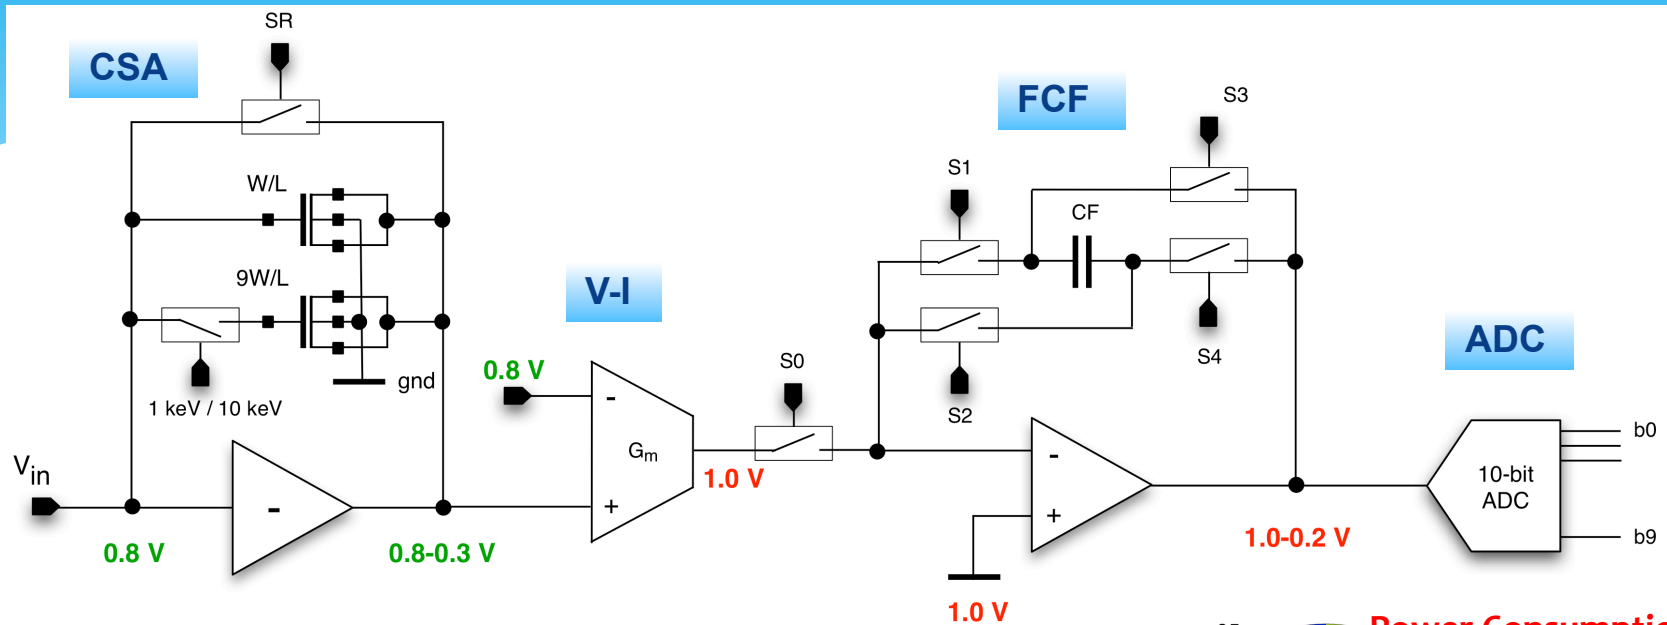 SR
CSA
FCF
S3
S1
W/L
CF
9W/L
V-I
ADC
S0
S4
0.8 V
gnd
1 keV / 10 keV
-
S2
b0
Gm
-
Vin
1.0 V
10-bit
ADC
-
+
+
0.8 V
0.8-0.3 V
1.0-0.2 V
b9
1.0 V
Power